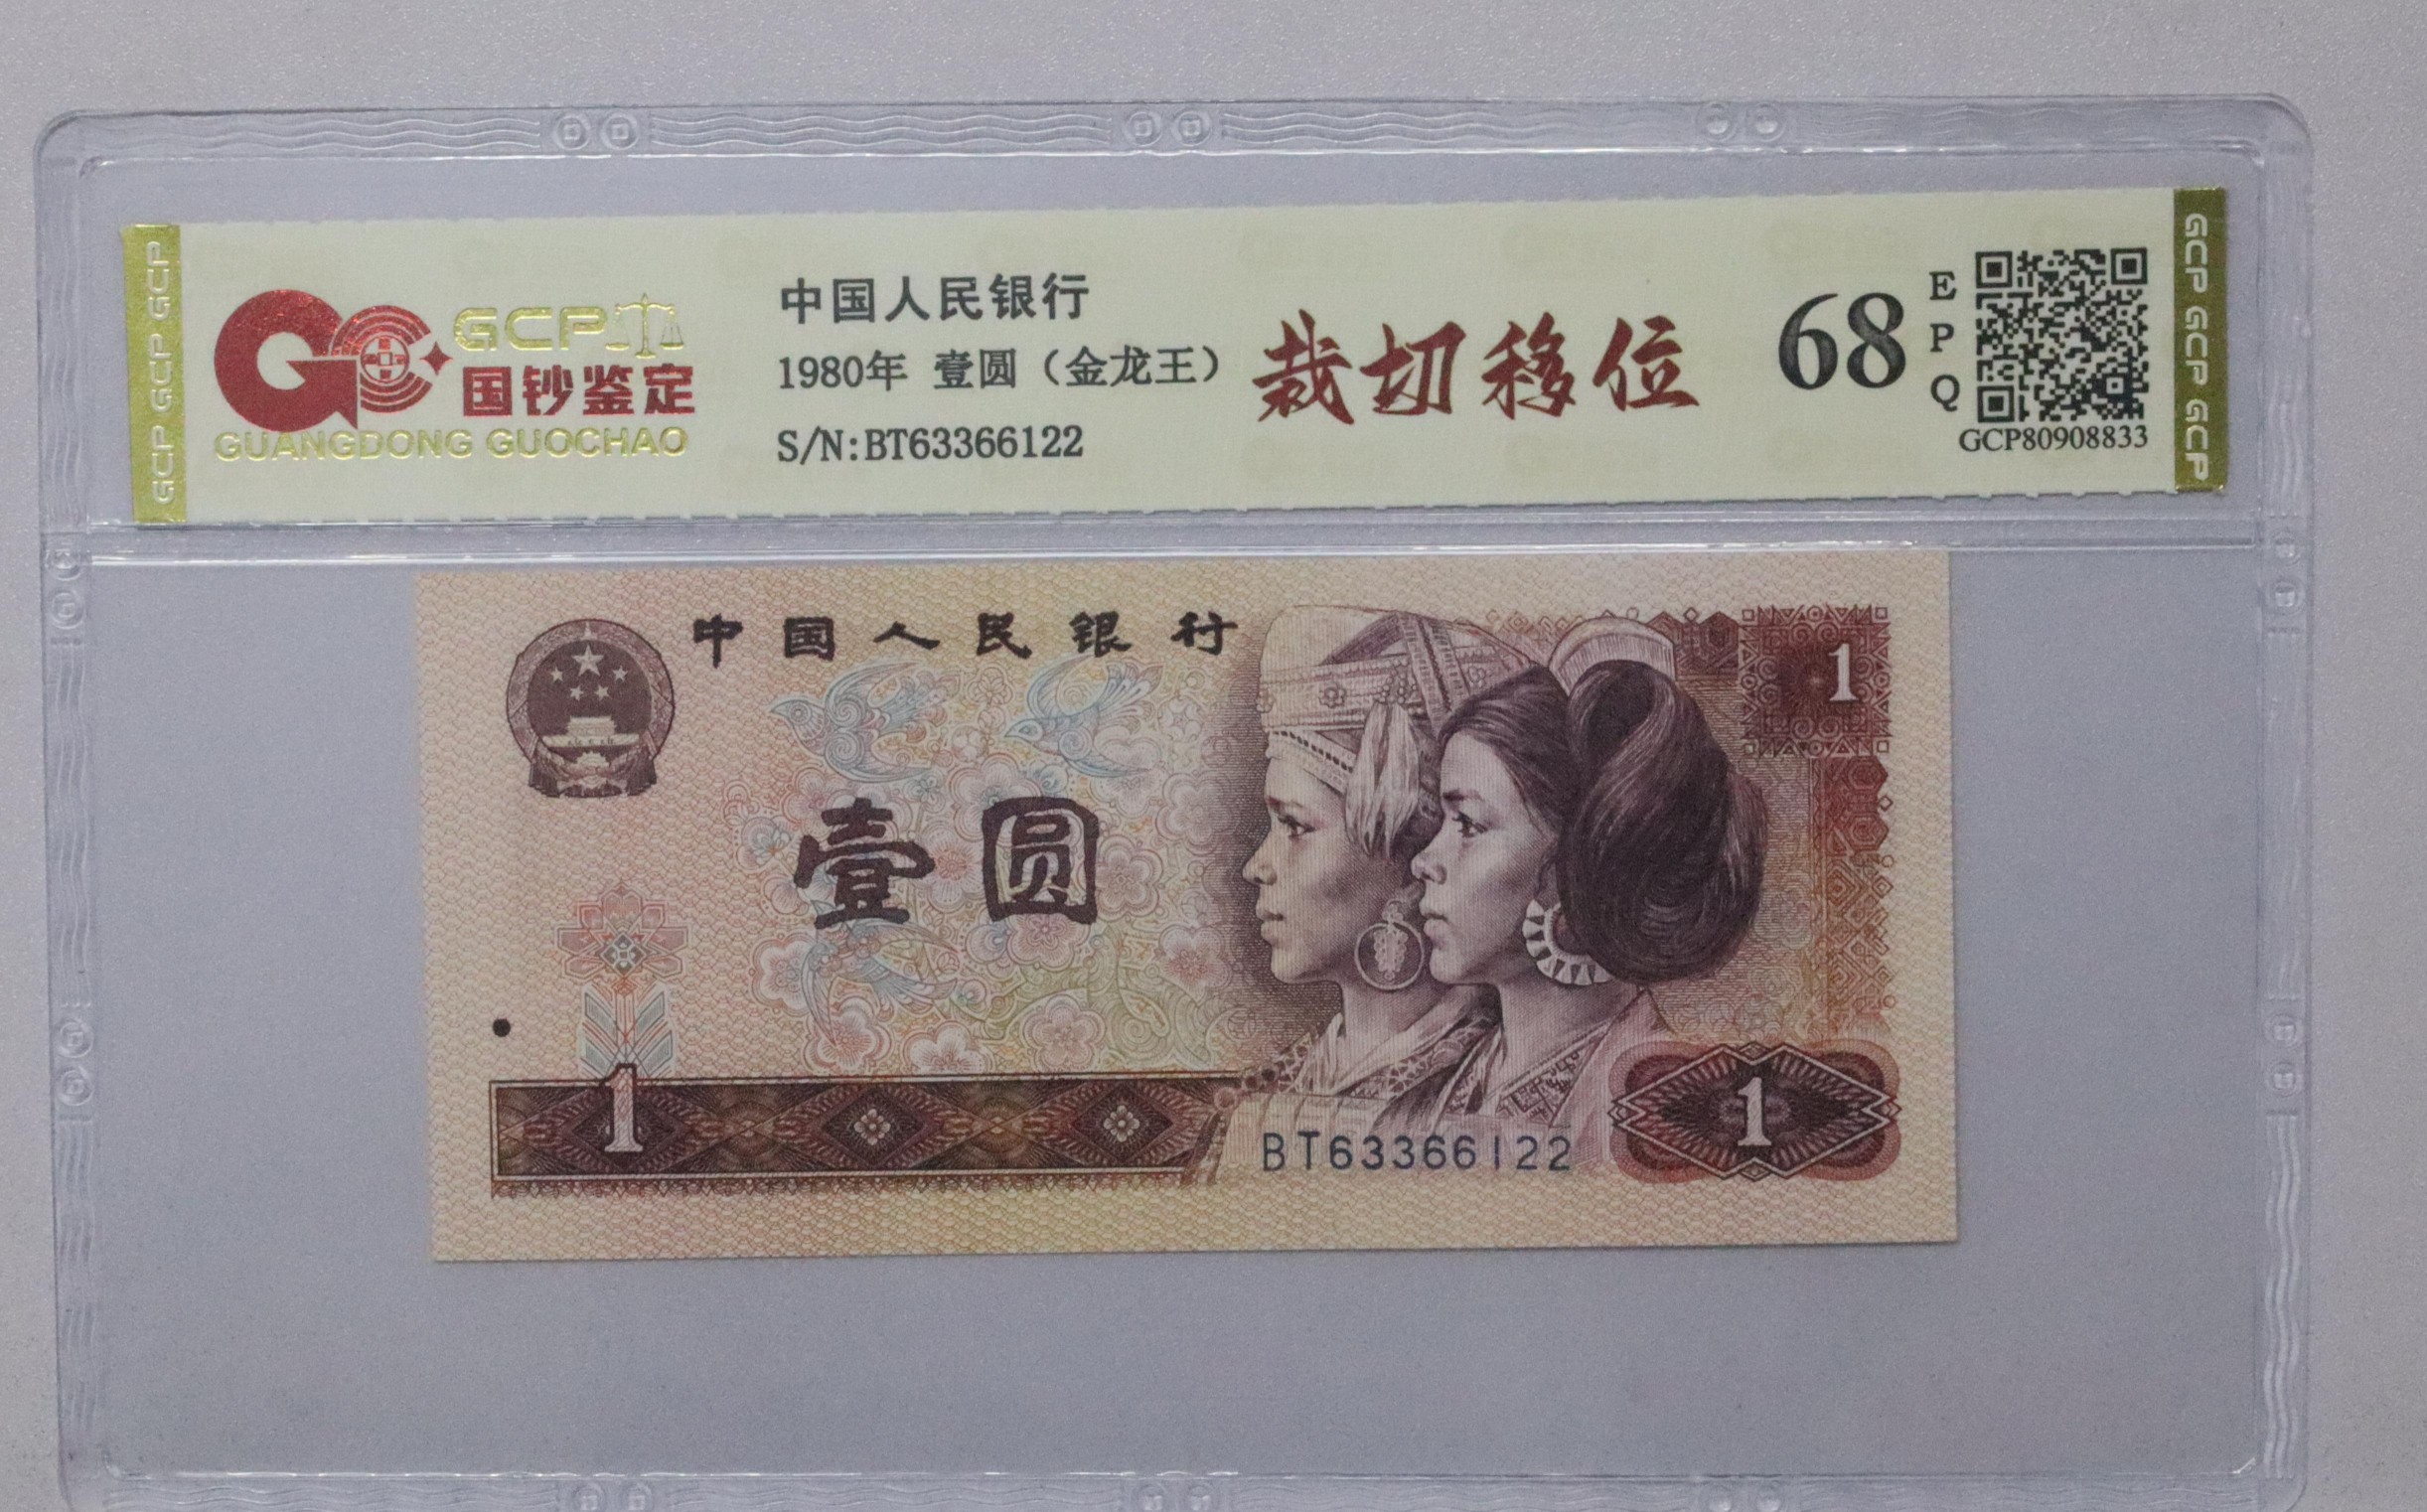 GCP GCP GCP
GCP
国钞鉴定
GUANGDONG GUOCHAO
中国人民银行
1980年 壹圆（金龙王）
S/N:BT63366122
裁切移位
68
E
P
Q
GCP80908833
GCP GCP GCP
中国人民银行
1
壹圆
1
BT63366122
1